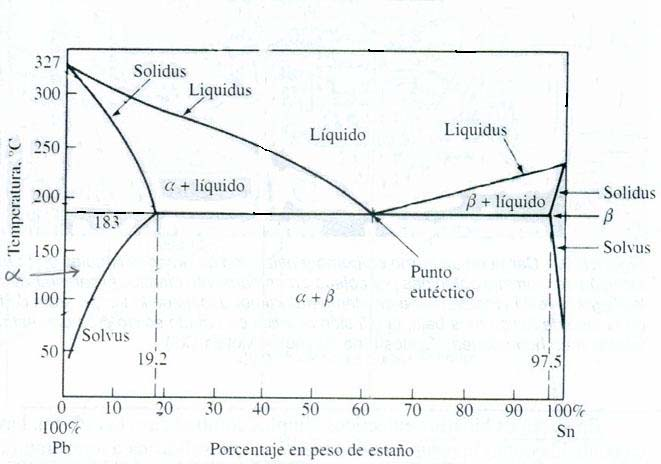 327
300
250
200
183
150
100
50
Temperatura, °C
α
Solidus
Liquidus
Líquido
Liquidus
α + líquido
β + líquido
Solidus
β
Solvus
Punto
eutéctico
α + β
Solvus
19.2
97.5
0 10 20 30 40 50 60 70 80 90 100%
100%
Pb
Sn
Porcentaje en peso de estaño